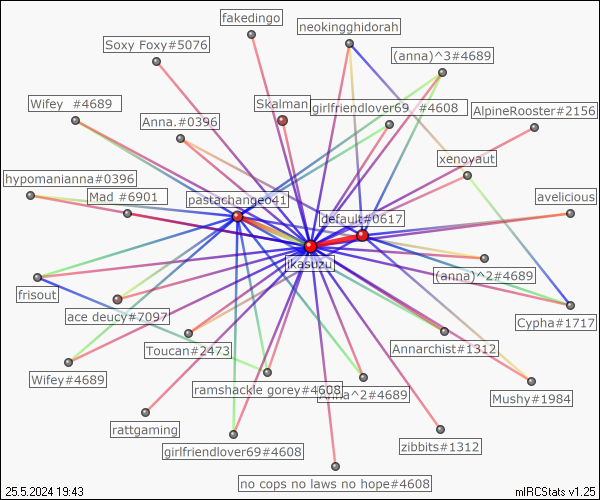 fakedingo
neokingghidorah
Soxy Foxy#5076
(anna)^3#4689
Wifey  #4689
Skalman
girlfriendlover69  #4608
AlpineRooster#2156
Anna.#0396
xenoyaut
hypomanianna#0396
Mad #6901
pastachangeo41
avelicious
default#0617
ikasuzu
(anna)^2#4689
frisout
ace deucy#7097
Cypha#1717
Toucan#2473
Annarchist#1312
Wifey#4689
ramshackle gorey#4608
Anna^2#4689
Mushy#1984
rattgaming
girlfriendlover69#4608
zibbits#1312
no cops no laws no hope#4608
25.5.2024 19:43
mIRCStats v1.25